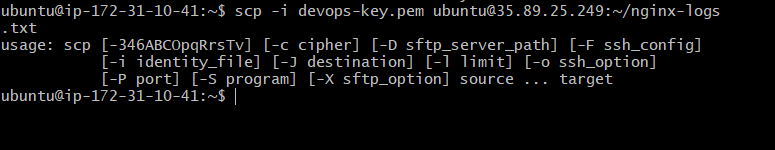 ubuntu@ip-172-31-10-41:~$ scp -i devops-key.pem ubuntu@35.89.25.249:~/nginx-logs
.txt
usage: scp [-346ABCOpqRrsTv] [-c cipher] [-D sftp_server_path] [-F ssh_config]
           [-i identity_file] [-J destination] [-l limit] [-o ssh_option]
           [-P port] [-S program] [-X sftp_option] source ... target
ubuntu@ip-172-31-10-41:~$